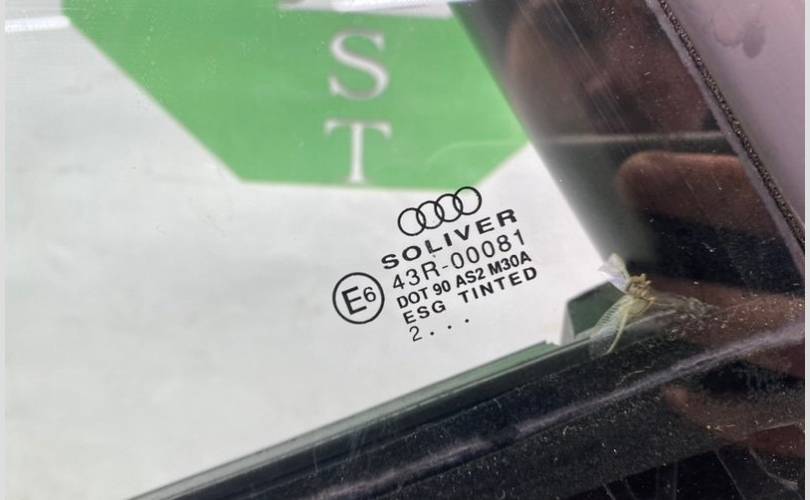 S
T
SOLIVER
43R-00081
E6
DOT 90 AS2 M30A
ESG TINTED
2...